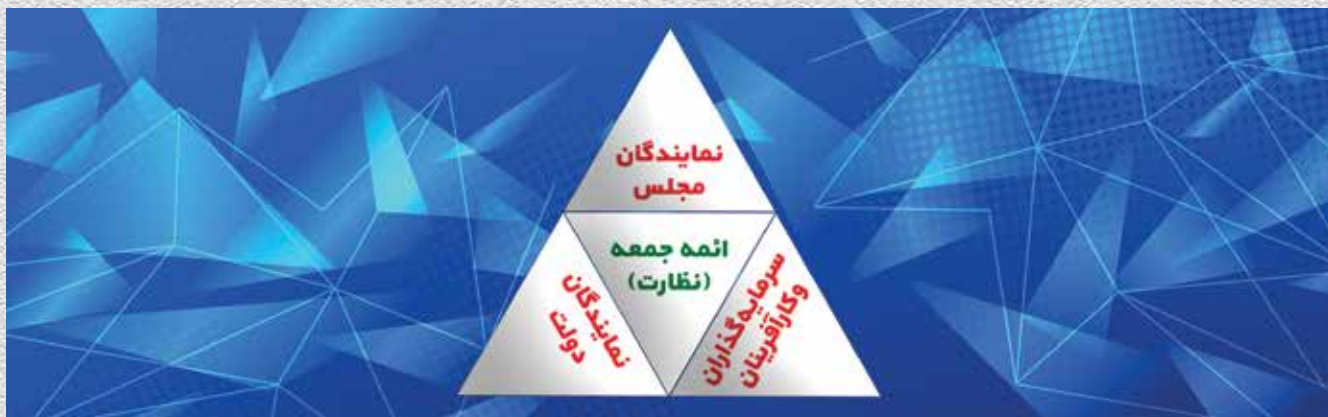 نمایندگان
مجلس
ائمه جمعه
(نظارت)
سرمایه‌گذاران
وکارآفرینان
نمایندگان
دولت